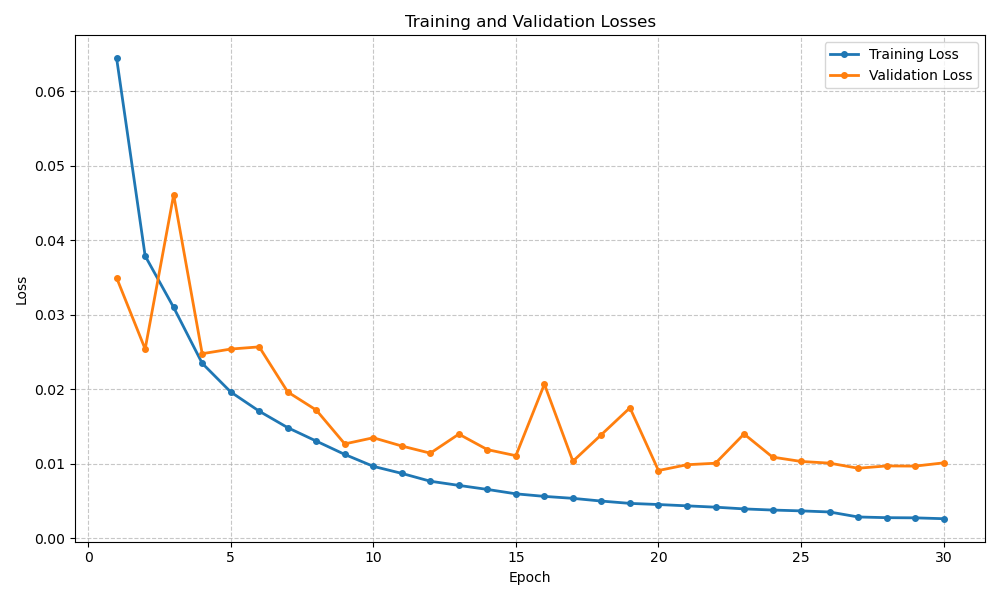 Training and Validation Losses
Training Loss
Validation Loss
Loss
0.06
0.05
0.04
0.03
0.02
0.01
0.00
0 5 10 15 20 25 30
Epoch